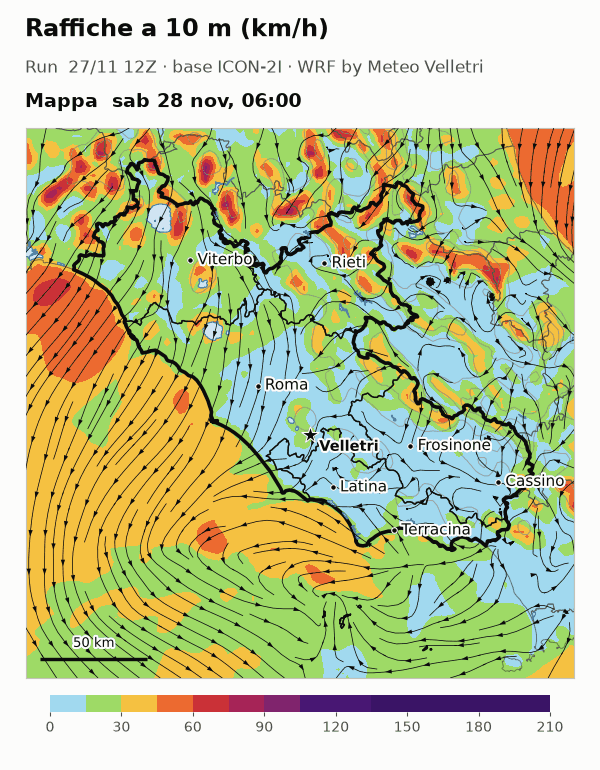 Raffiche a 10 m (km/h)
Run  27/11 12Z · base ICON-2I · WRF by Meteo Velletri
Mappa  sab 28 nov, 06:00
Viterbo
Rieti
Roma
Velletri
Frosinone
Cassino
Latina
Terracina
50 km
0 30 60 90 120 150 180 210